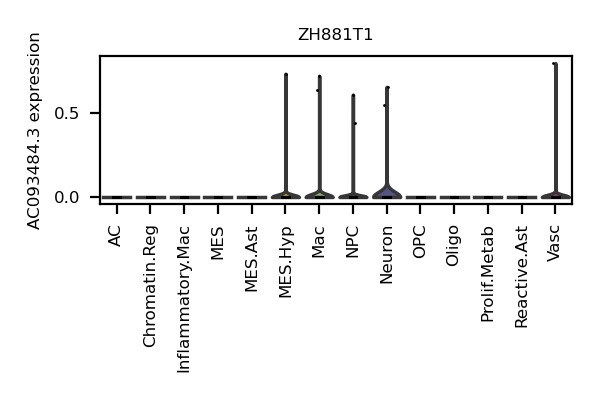 ZH881T1
AC093484.3 expression
0.5
0.0
AC
Chromatin.Reg
Inflammatory.Mac
MES
MES.Ast
MES.Hyp
Mac
NPC
Neuron
OPC
Oligo
Prolif.Metab
Reactive.Ast
Vasc